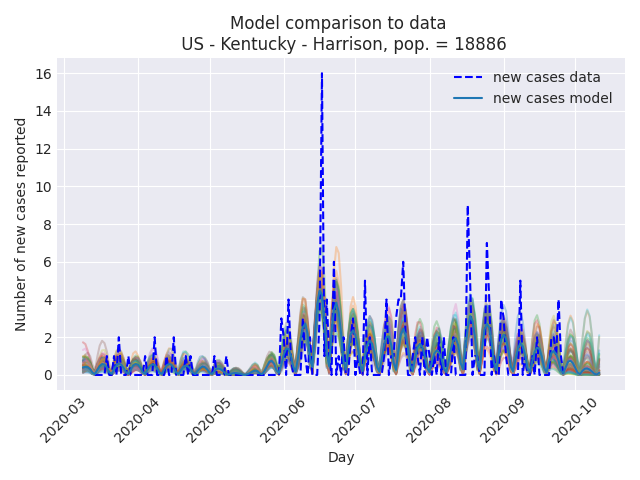 Model comparison to data
US - Kentucky - Harrison, pop. = 18886
new cases data
new cases model
Number of new cases reported
16
14
12
10
8
6
4
2
0
2020-03
2020-04
2020-05
2020-06
2020-07
2020-08
2020-09
2020-10
Day